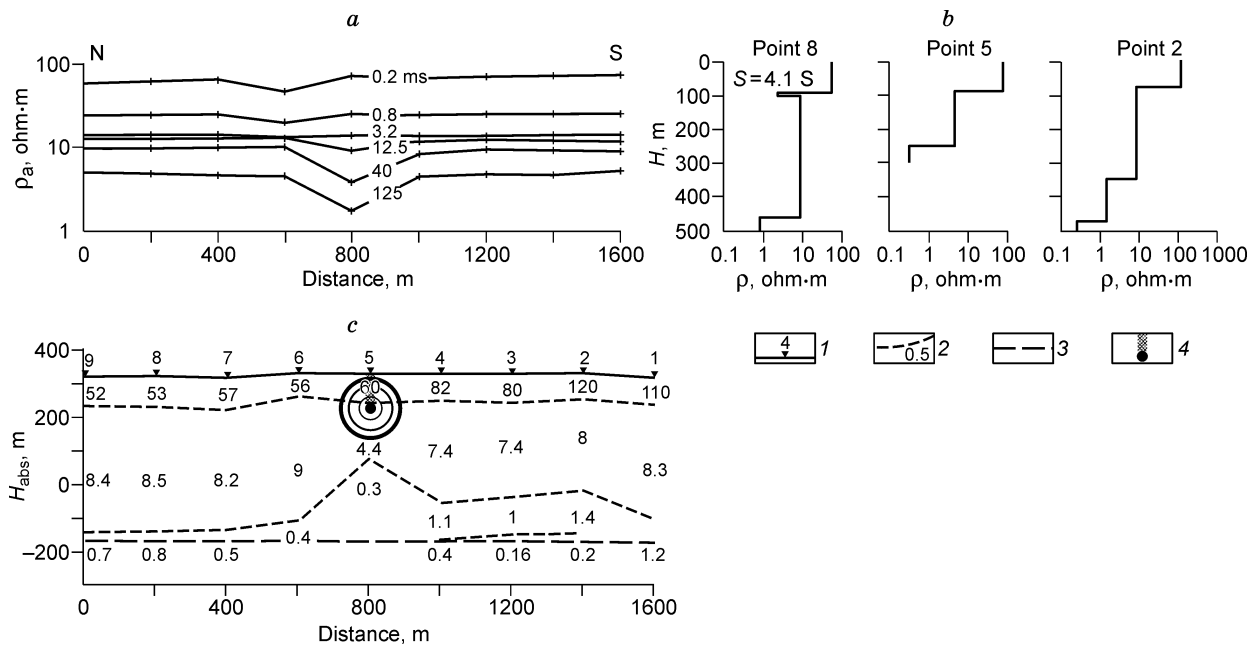 a
N
S
100
10
1
ρa, ohm·m
0.2 ms
0.8
3.2
12.5
40
125
0 400 800 1200 1600
Distance, m
b
Point 8
Point 5
Point 2
S=4.1 S
0
100
200
300
400
500
H, m
0.1 1 10 100
0.1 1 10 100
0.1 1 10 100 1000
ρ, ohm·m
ρ, ohm·m
ρ, ohm·m
c
400
200
0
–200
Habs, m
9 8 7 6 5 4 3 2 1
52 53 57 56 60 82 80 120 110
8.4 8.5 8.2 9 4.4 7.4 7.4 8 8.3
0.3
1.1 1 1.4
0.7 0.8 0.5 0.4 0.4 0.16 0.2 1.2
0 400 800 1200 1600
Distance, m
4 1
0.5 2
3
4